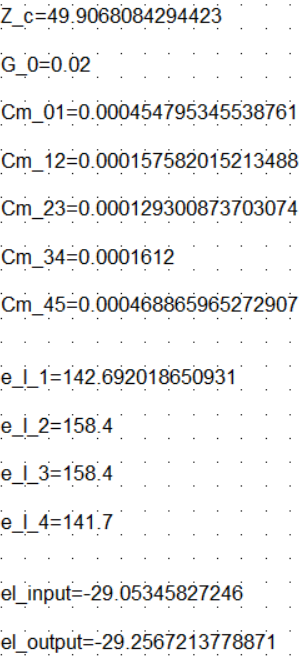 Z_c=49.9068084294423
G_0=0.02
Cm_01=0.000454795345538761
Cm_12=0.000157582015213488
Cm_23=0.000129300873703074
Cm_34=0.0001612
Cm_45=0.000468865965272907
e_l_1=142.692018650931
e_l_2=158.4
e_l_3=158.4
e_l_4=141.7
el_input=-29.05345827246
el_output=-29.2567213778871